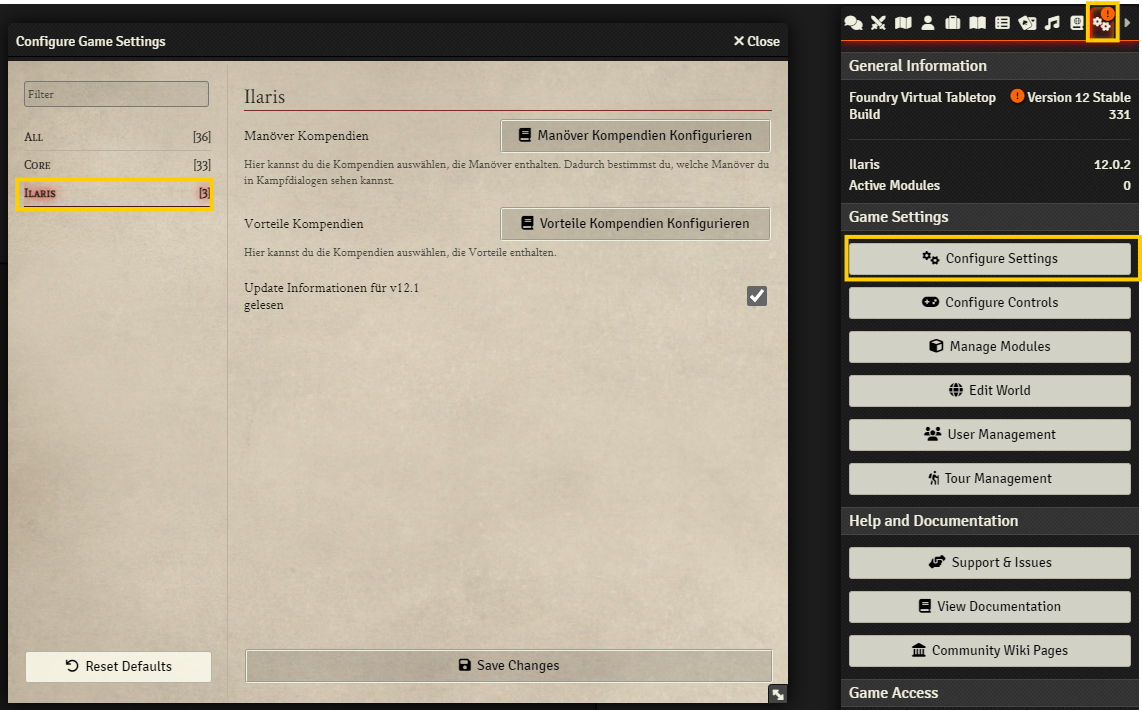 Configure Game Settings
Close
Filter
All [36]
Core [33]
Ilaris [3]
Reset Defaults
Ilaris
Manöver Kompendien
Manöver Kompendien Konfigurieren
Hier kannst du die Kompendien auswählen, die Manöver enthalten. Dadurch bestimmst du, welche Manöver du
in Kampfdialogen sehen kannst.
Vorteile Kompendien
Vorteile Kompendien Konfigurieren
Hier kannst du die Kompendien auswählen, die Vorteile enthalten.
Update Informationen für v12.1
gelesen
Save Changes
General Information
Foundry Virtual Tabletop Version 12 Stable
Build 331
Ilaris 12.0.2
Active Modules 0
Game Settings
Configure Settings
Configure Controls
Manage Modules
Edit World
User Management
Tour Management
Help and Documentation
Support & Issues
View Documentation
Community Wiki Pages
Game Access